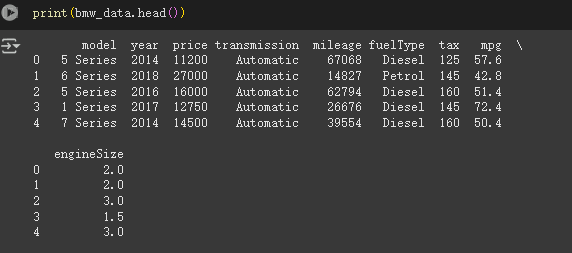 print(bmw_data.head())
model year price transmission mileage fuelType tax mpg \
0 5 Series 2014 11200 Automatic 67068 Diesel 125 57.6
1 6 Series 2018 27000 Automatic 14827 Petrol 145 42.8
2 5 Series 2016 16000 Automatic 62794 Diesel 160 51.4
3 1 Series 2017 12750 Automatic 26676 Diesel 145 72.4
4 7 Series 2014 14500 Automatic 39554 Diesel 160 50.4
engineSize
0 2.0
1 2.0
2 3.0
3 1.5
4 3.0